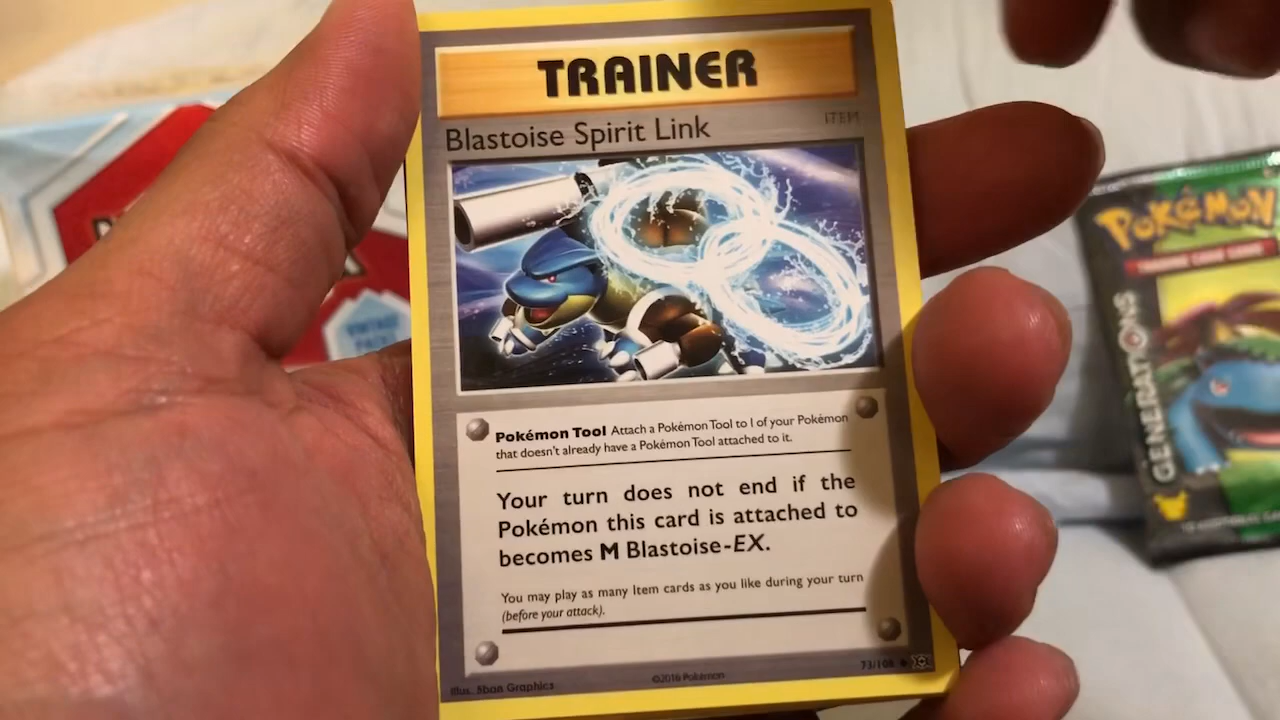 TRAINER
Blastoise Spirit Link
ITEM
Pokémon Tool Attach a Pokémon Tool to 1 of your Pokémon
that doesn't already have a Pokémon Tool attached to it.
Your turn does not end if the
Pokémon this card is attached to
becomes M Blastoise-EX.
You may play as many Item cards as you like during your turn
(before your attack).
73/108
Illus. 5ban Graphics
©2016 Pokémon
POKÉMON
TRADING CARD GAME
GENERATIONS